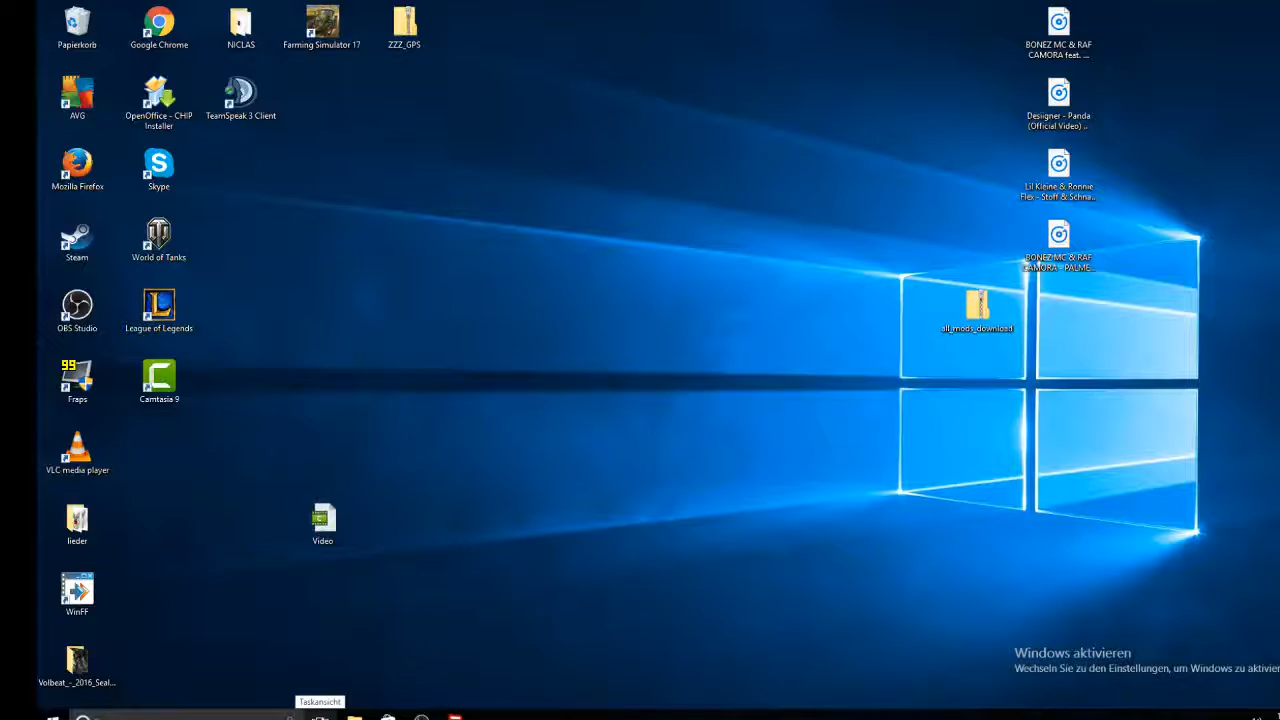 Papierkorb
Google Chrome
NICLAS
Farming Simulator 17
ZZZ_GPS
BONEZ MC & RAF
CAMORA feat. ...
AVG
OpenOffice - CHIP
Installer
TeamSpeak 3 Client
Desiigner - Panda
(Official Video) ...
Mozilla Firefox
Skype
Lil Kleine & Ronnie
Flex - Stoff & Schna...
Steam
World of Tanks
BONEZ MC & RAF
CAMORA - PALME...
OBS Studio
League of Legends
all_mods_download
99
Fraps
Camtasia 9
VLC media player
lieder
Video
WinFF
Volbeat_-_2016_Seal...
Windows aktivieren
Wechseln Sie zu den Einstellungen, um Windows zu aktivie
Taskansicht